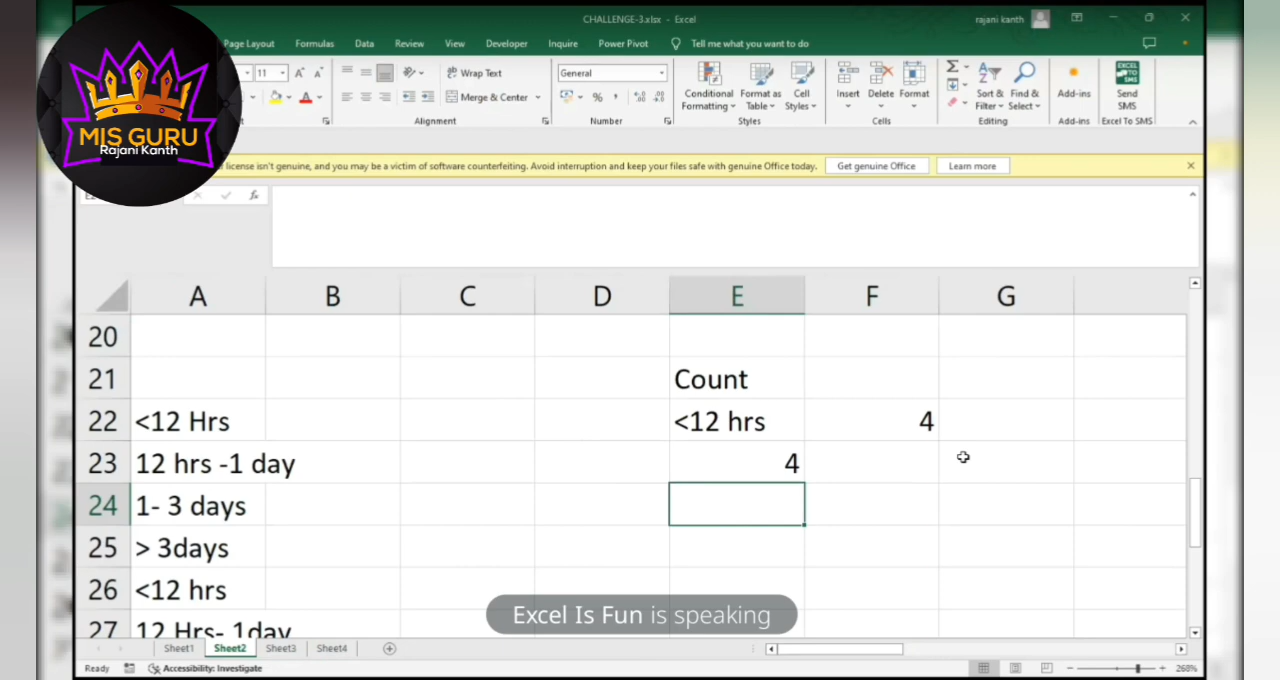 CHALLENGE-3.xlsx - Excel
rajani kanth
Page Layout Formulas Data Review View Developer Inquire Power Pivot Tell me what you want to do
MIS GURU
Rajani Kanth
11
Wrap Text
General
Merge & Center
Conditional Formatting
Format as Table
Cell Styles
Insert
Delete
Format
Sort & Filter
Find & Select
Add-ins
Send SMS
EXCEL TO SMS
Alignment
Number
Styles
Cells
Editing
Add-ins
Excel To SMS
license isn't genuine, and you may be a victim of software counterfeiting. Avoid interruption and keep your files safe with genuine Office today.
Get genuine Office
Learn more
fx
A B C D E F G
20
21 Count
22 <12 Hrs <12 hrs 4
23 12 hrs -1 day 4
24 1- 3 days
25 > 3days
26 <12 hrs
27 12 Hrs- 1day
Excel Is Fun is speaking
Sheet1 Sheet2 Sheet3 Sheet4
Ready Accessibility: Investigate
268%